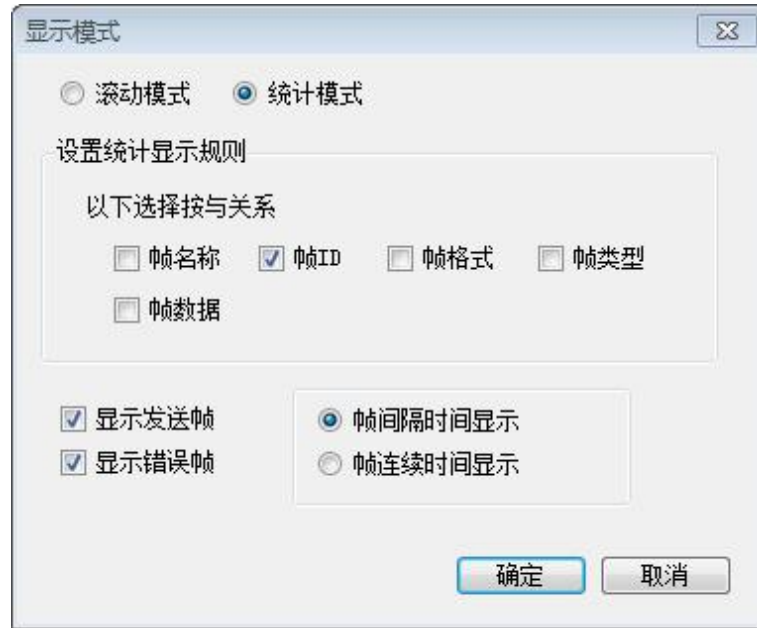 显示模式
滚动模式 统计模式
设置统计显示规则
以下选择按与关系
帧名称 帧ID 帧格式 帧类型
帧数据
显示发送帧 帧间隔时间显示
显示错误帧 帧连续时间显示
确定 取消